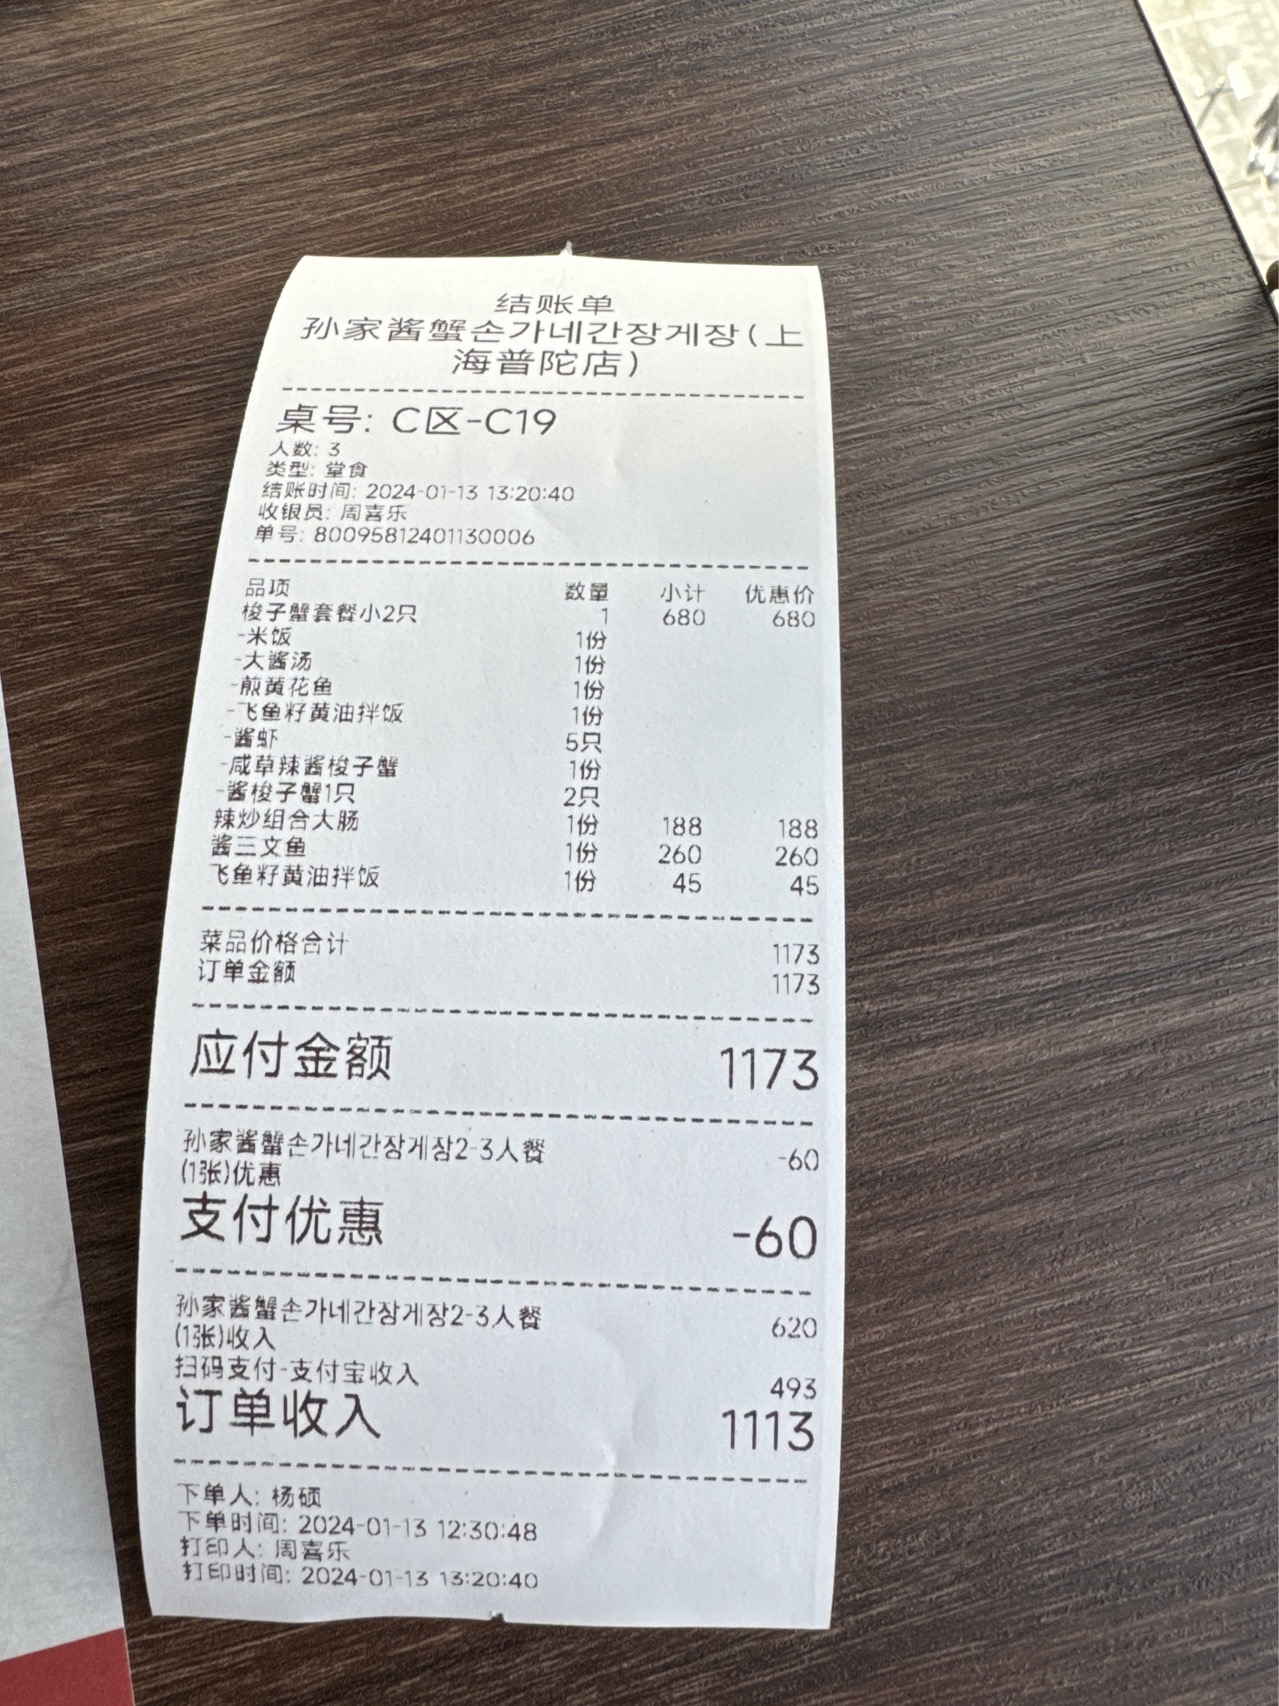 结账单
孙家酱蟹손가네간장게장(上
海普陀店)
桌号: C区-C19
人数: 3
类型: 堂食
结账时间: 2024-01-13 13:20:40
收银员: 周喜乐
单号: 80095812401130006
品项 数量 小计 优惠价
梭子蟹套餐小2只 1 680 680
-米饭 1份
-大酱汤 1份
-煎黄花鱼 1份
-飞鱼籽黄油拌饭 1份
-酱虾 5只
-咸草辣酱梭子蟹 1份
-酱梭子蟹1只 2只
辣炒组合大肠 1份 188 188
酱三文鱼 1份 260 260
飞鱼籽黄油拌饭 1份 45 45
菜品价格合计 1173
订单金额 1173
应付金额 1173
孙家酱蟹손가네간장게장2-3人餐 -60
(1张)优惠
支付优惠 -60
孙家酱蟹손가네간장게장2-3人餐 620
(1张)收入
扫码支付-支付宝收入 493
订单收入 1113
下单人: 杨硕
下单时间: 2024-01-13 12:30:48
打印人: 周喜乐
打印时间: 2024-01-13 13:20:40